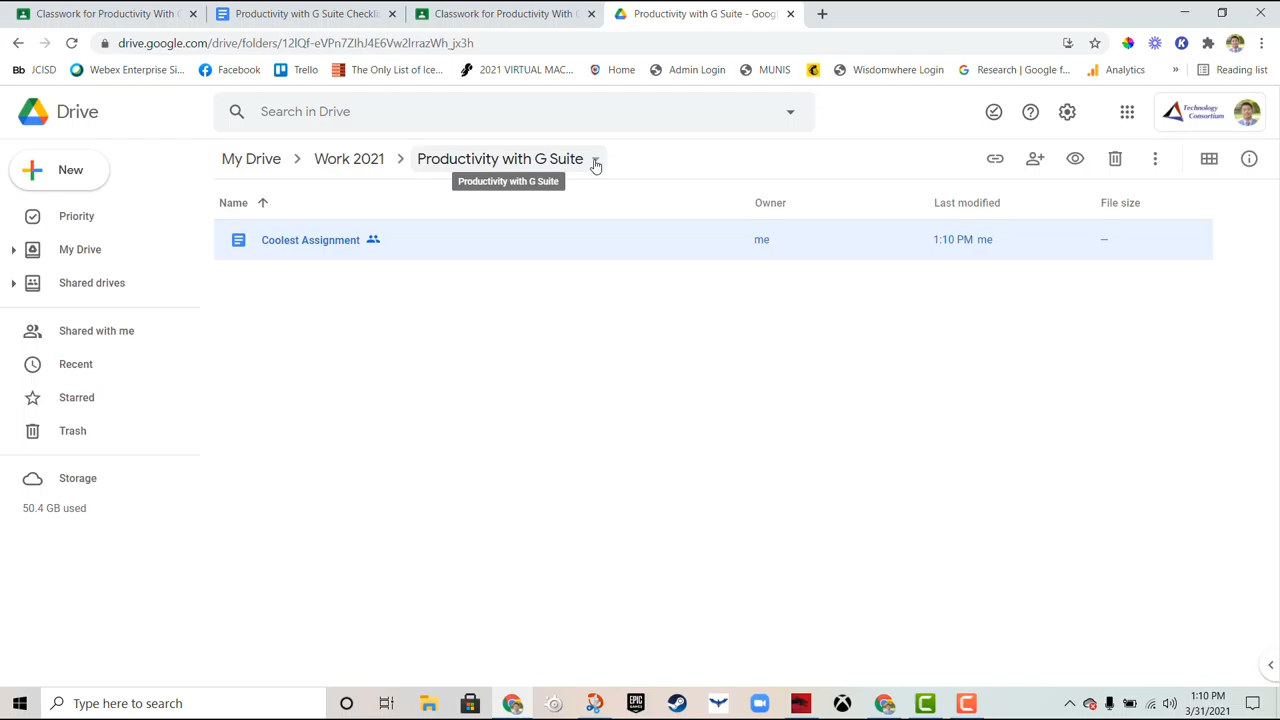 Classwork for Productivity With G
Productivity with G Suite Checkli
Classwork for Productivity With G
Productivity with G Suite - Goog
drive.google.com/drive/folders/12lQf-eVPn7ZlhJ4E6Vw2lrraWh_jx3h
Bb JCISD
Webex Enterprise Si...
Facebook
Trello
The Only List of Ice...
2021 VIRTUAL MAC...
Home
Admin Login
MUNIS
Wisdomwhere Login
Research | Google f...
Analytics
»
Reading list
Drive
Search in Drive
Technology
Consortium
New
My Drive > Work 2021 > Productivity with G Suite
Productivity with G Suite
Priority
My Drive
Shared drives
Shared with me
Recent
Starred
Trash
Storage
50.4 GB used
Name Owner Last modified File size
Coolest Assignment me 1:10 PM me –
Type here to search
EPIC
GAMES
1:10 PM
3/31/2021